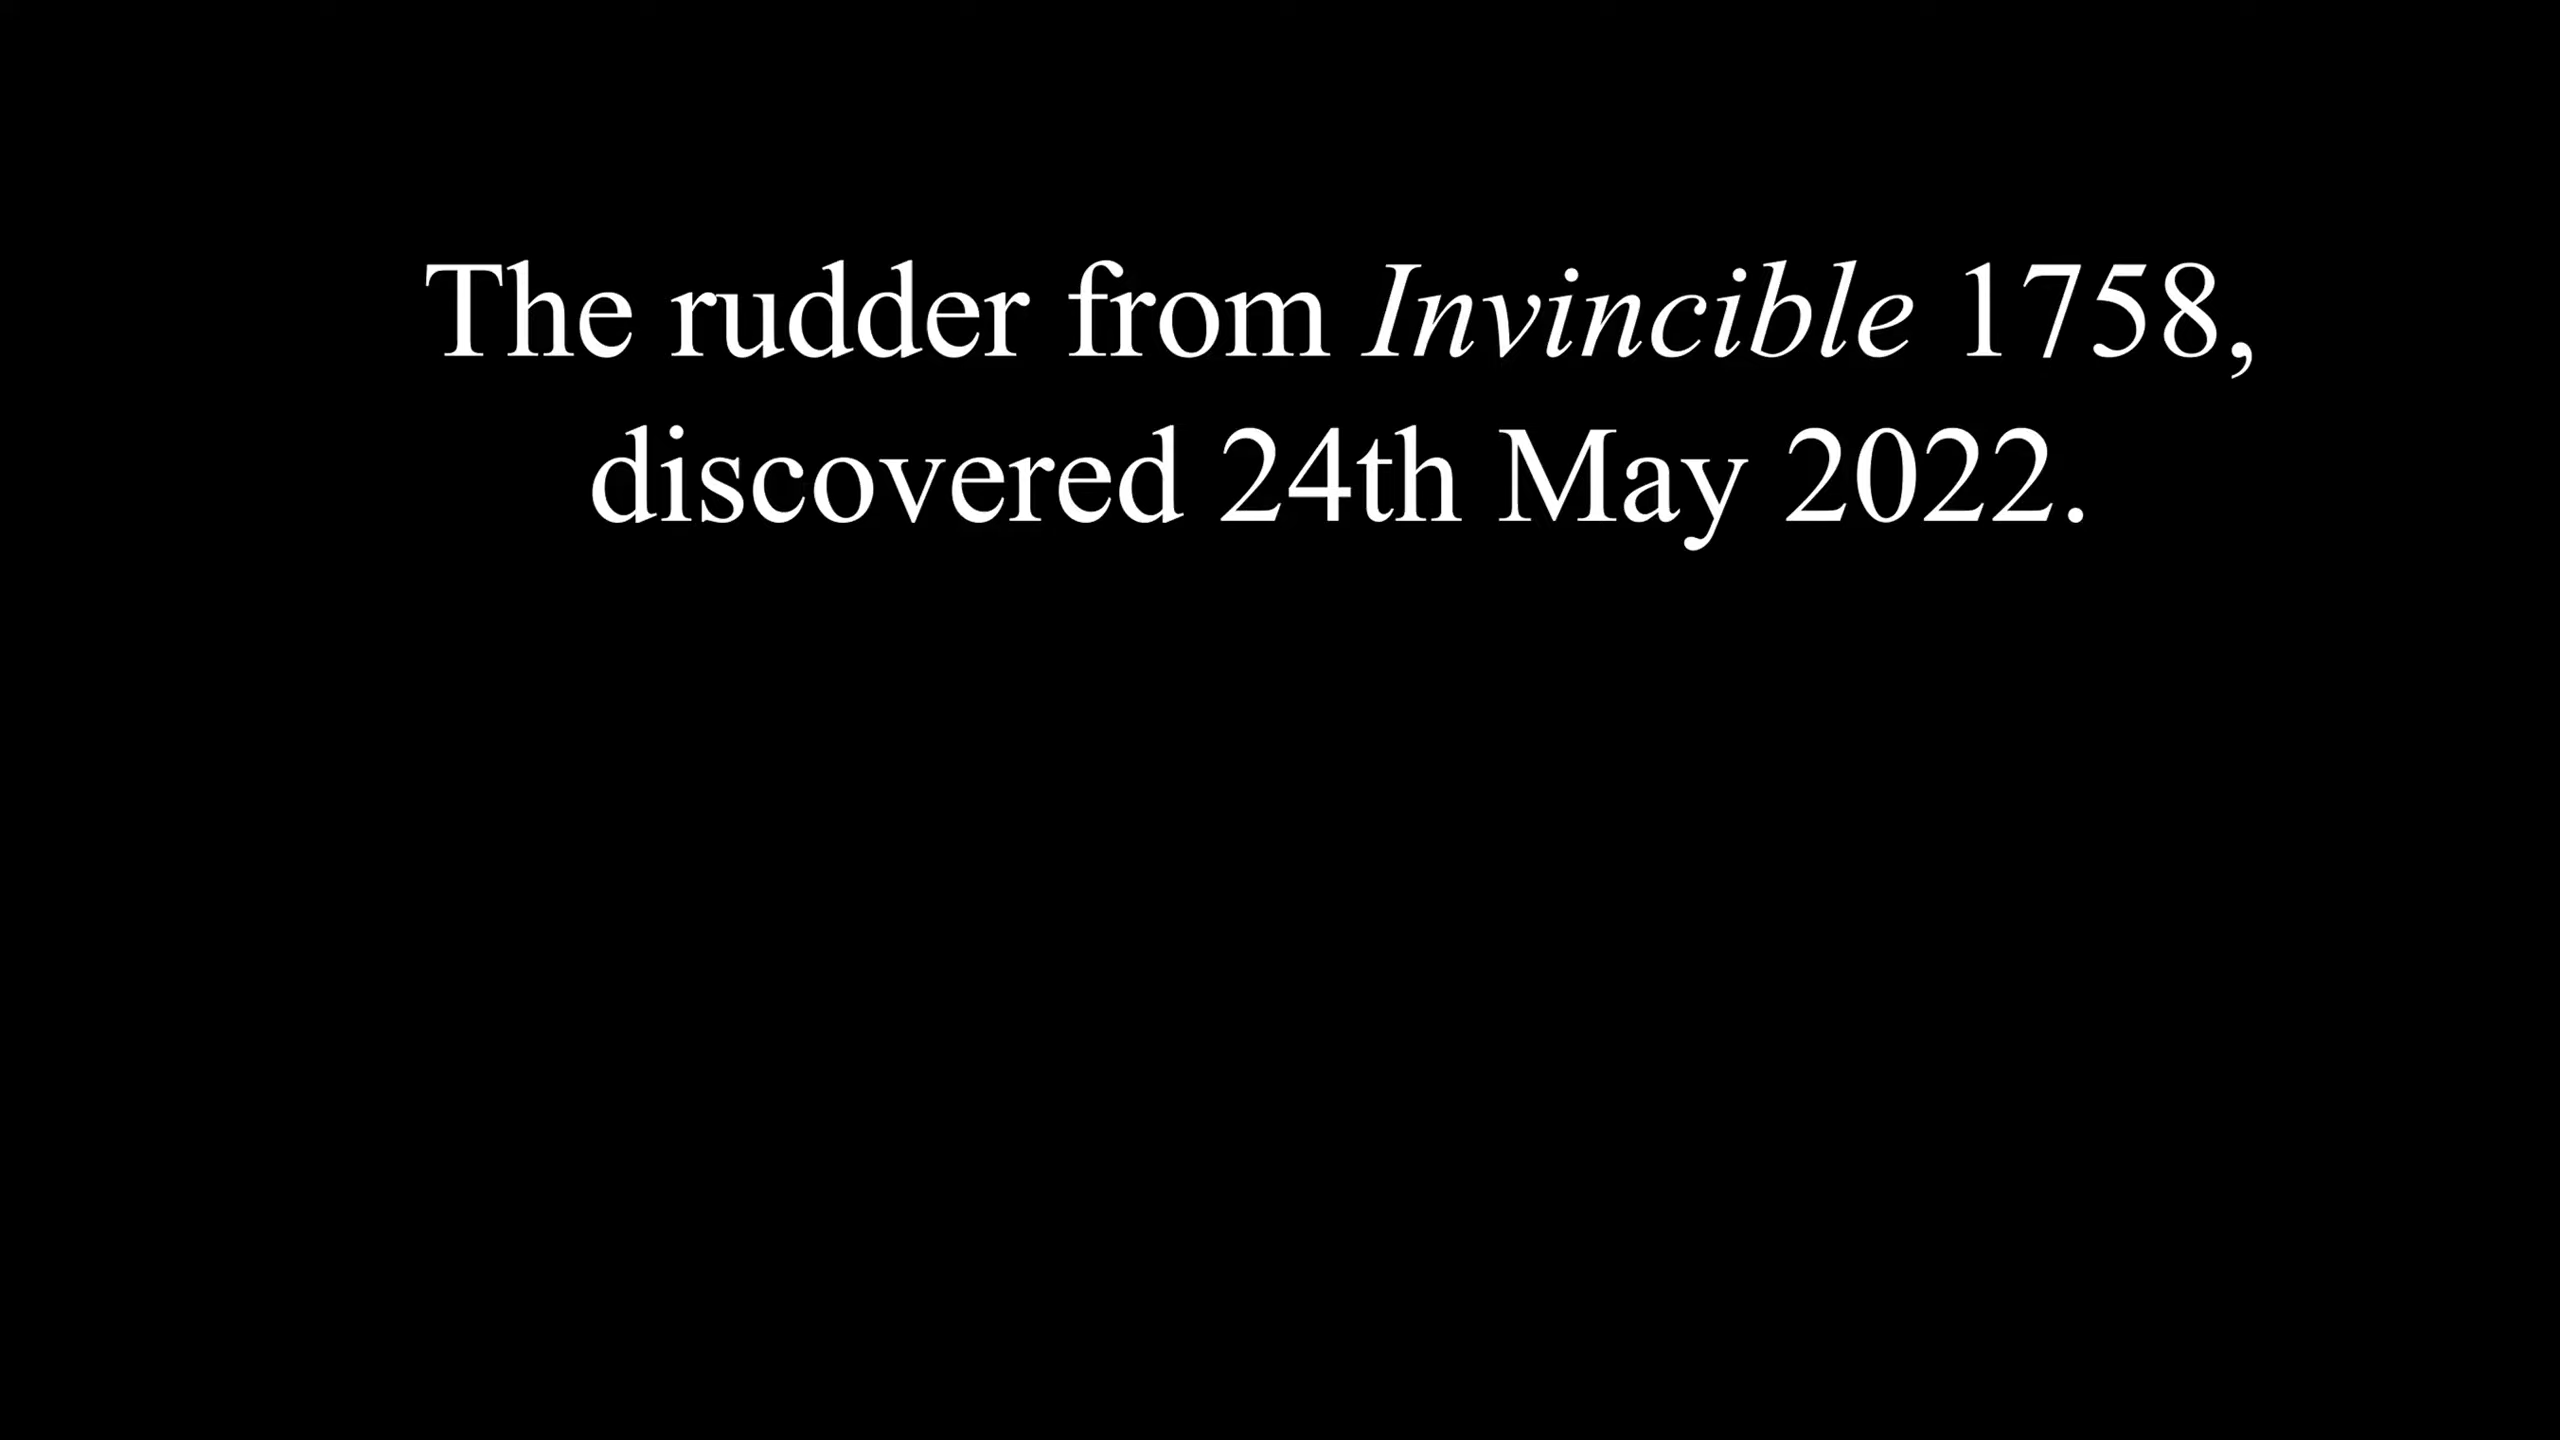 The rudder from Invincible 1758,
discovered 24th May 2022.